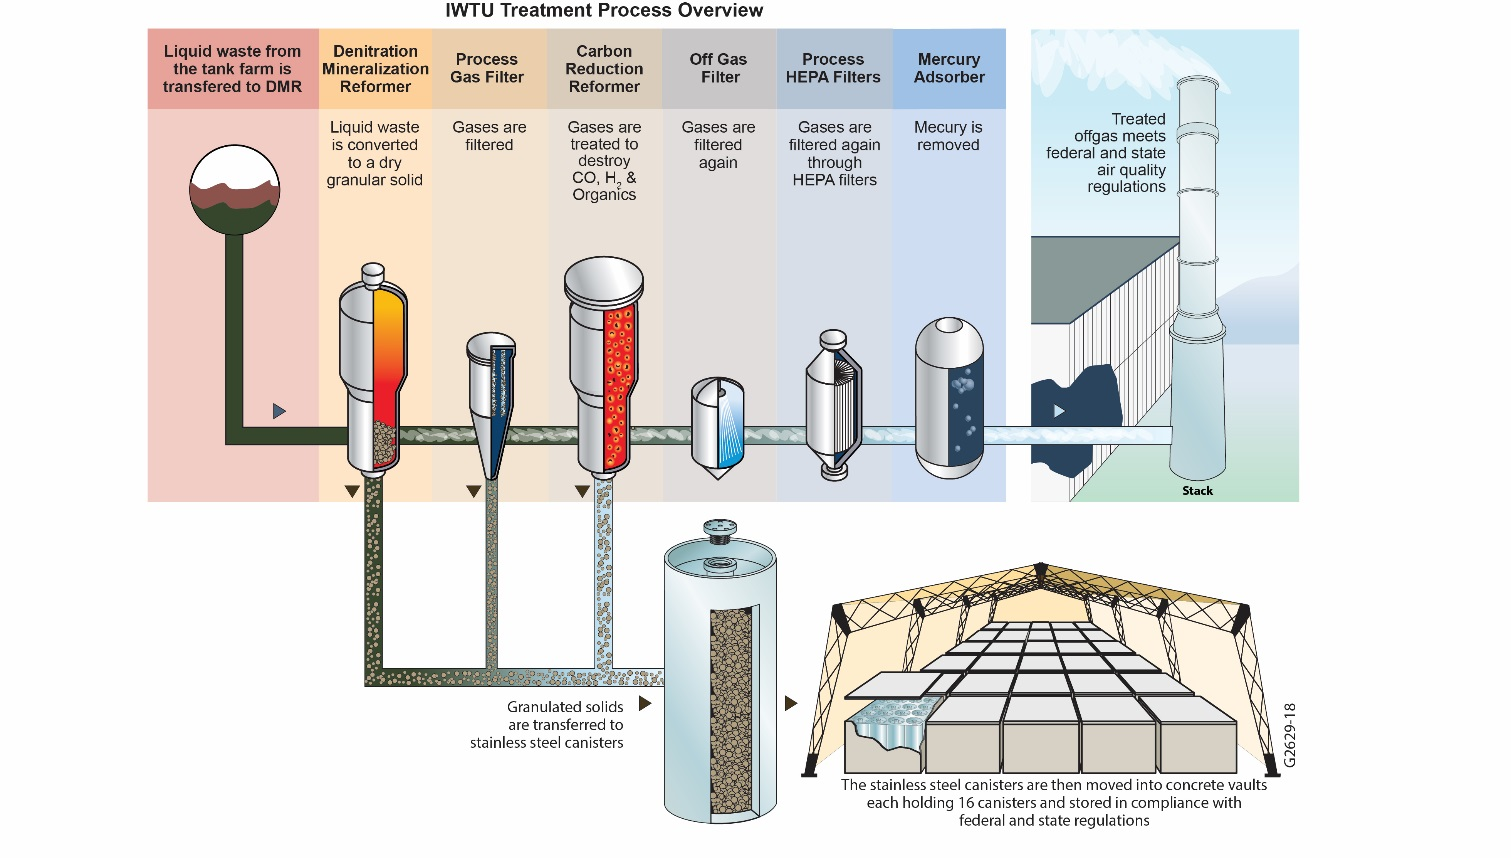 IWTU Treatment Process Overview
Liquid waste from
the tank farm is
transfered to DMR
Denitration
Mineralization
Reformer
Process
Gas Filter
Carbon
Reduction
Reformer
Off Gas
Filter
Process
HEPA Filters
Mercury
Adsorber
Liquid waste
is converted
to a dry
granular solid
Gases are
filtered
Gases are
treated to
destroy
CO, H₂ &
Organics
Gases are
filtered
again
Gases are
filtered again
through
HEPA filters
Mecury is
removed
Treated
offgas meets
federal and state
air quality
regulations
Stack
Granulated solids
are transferred to
stainless steel canisters
The stainless steel canisters are then moved into concrete vaults
each holding 16 canisters and stored in compliance with
federal and state regulations
G2629-18